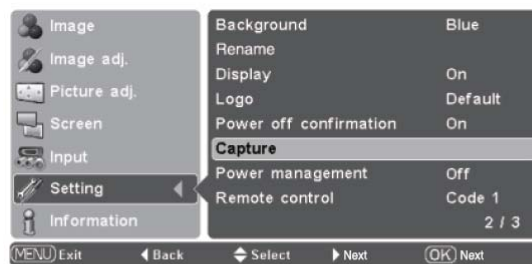 Image
Image adj.
Picture adj.
Screen
Input
Setting
Information
Background Blue
Rename
Display On
Logo Default
Power off confirmation On
Capture
Power management Off
Remote control Code 1
2 / 3
MENU Exit Back Select Next OK Next